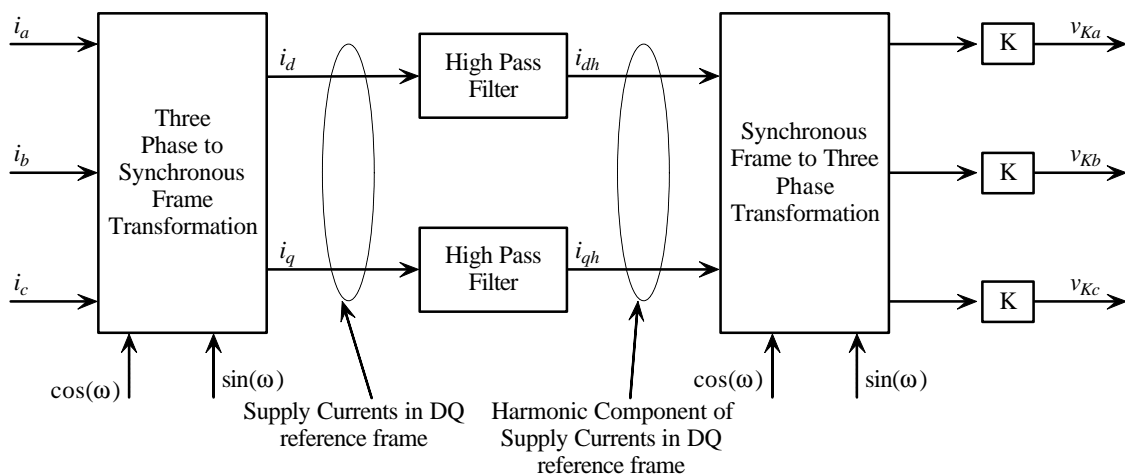 i_a
i_b
i_c
Three
Phase to
Synchronous
Frame
Transformation
cos(ω)
sin(ω)
i_d
i_q
Supply Currents in DQ
reference frame
High Pass
Filter
High Pass
Filter
i_dh
i_qh
Harmonic Component of
Supply Currents in DQ
reference frame
Synchronous
Frame to Three
Phase
Transformation
cos(ω)
sin(ω)
K
v_Ka
K
v_Kb
K
v_Kc